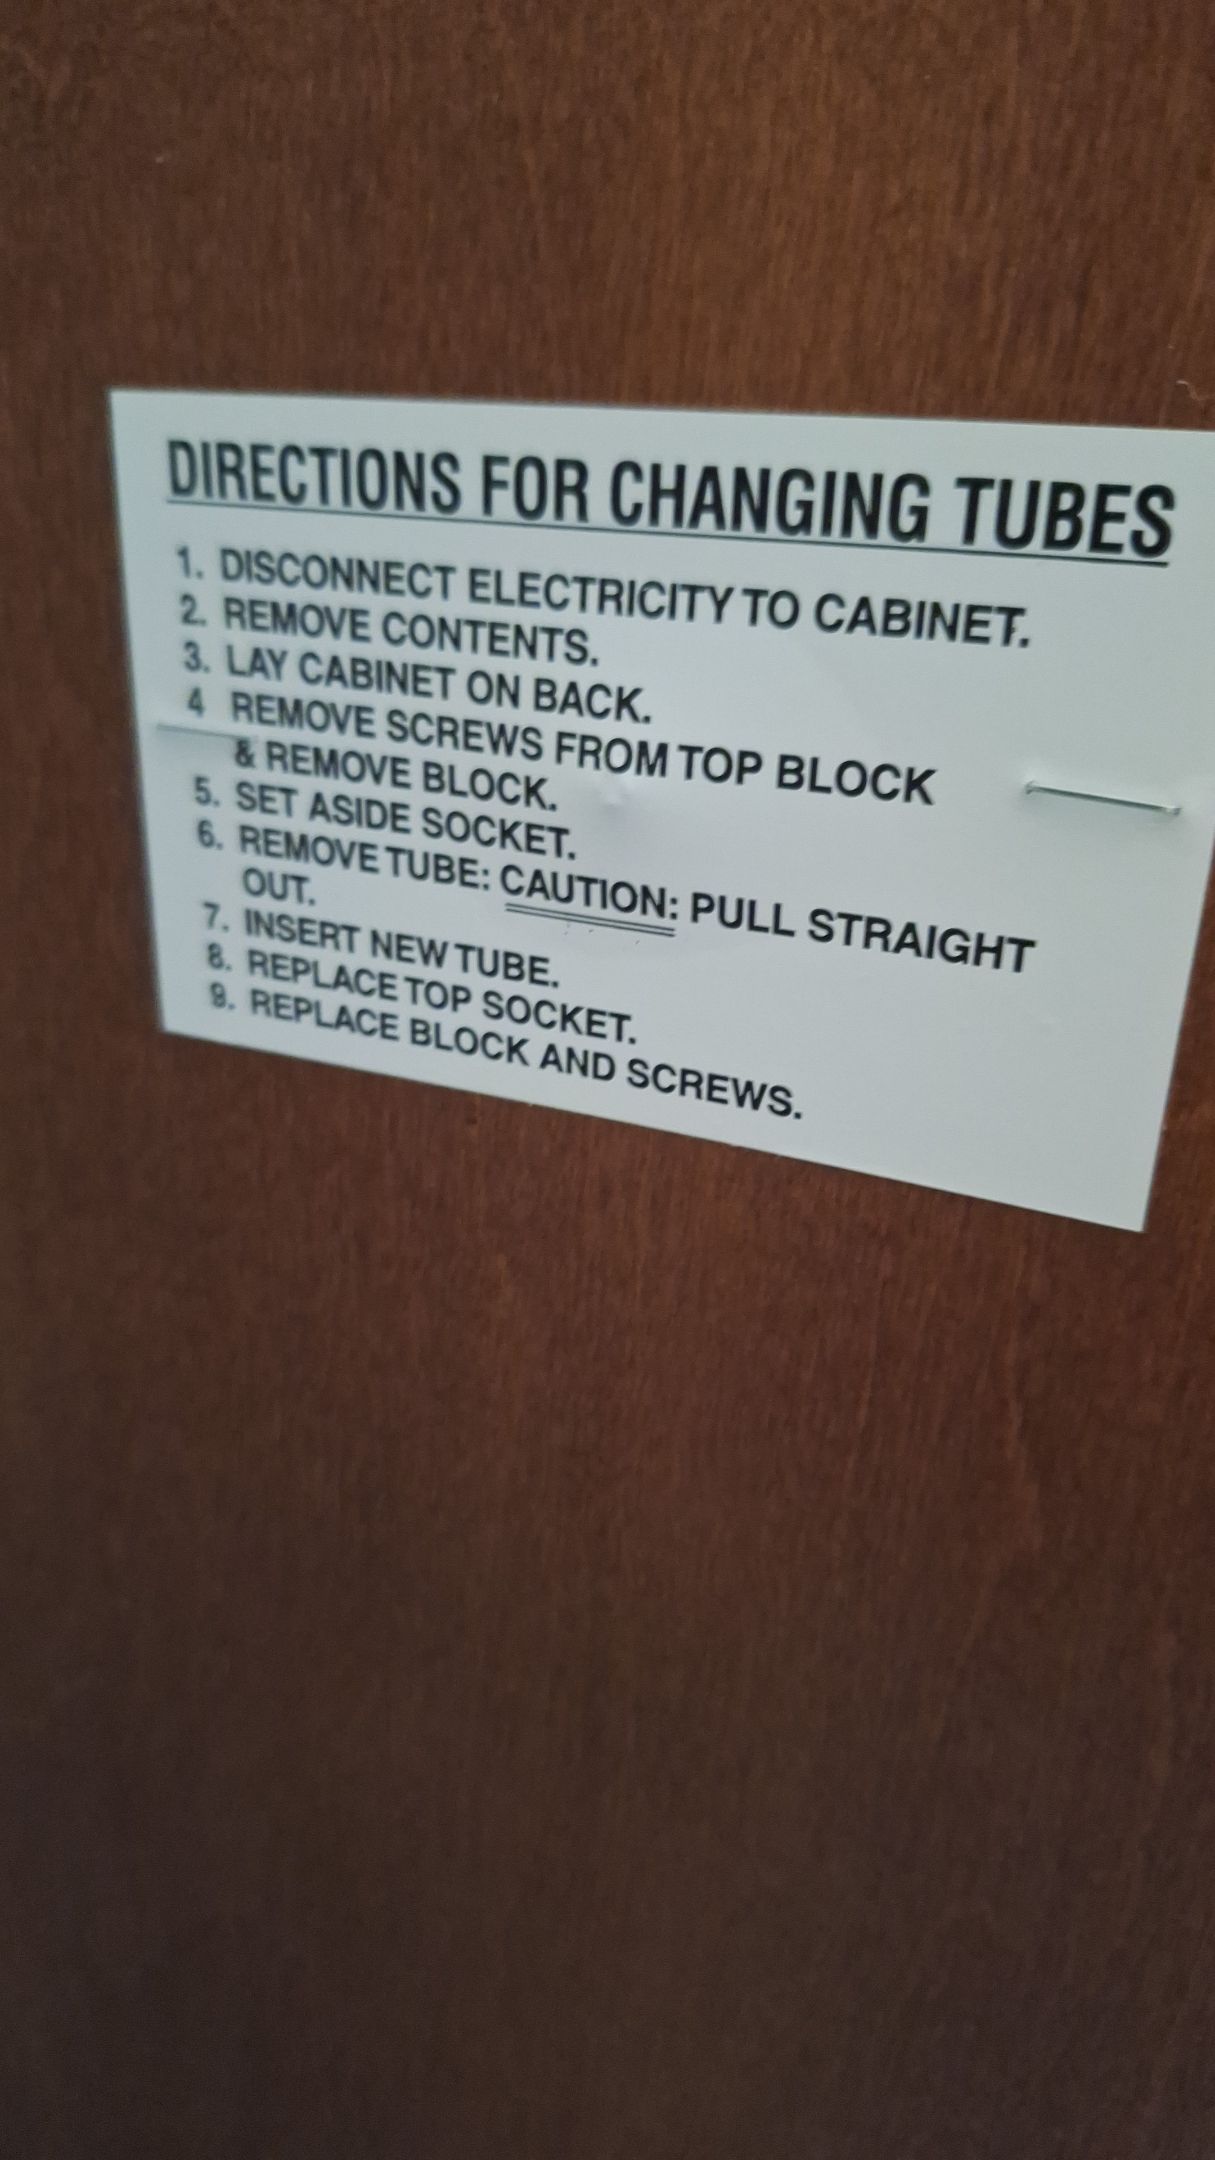 DIRECTIONS FOR CHANGING TUBES
1. DISCONNECT ELECTRICITY TO CABINET.
2. REMOVE CONTENTS.
3. LAY CABINET ON BACK.
4 REMOVE SCREWS FROM TOP BLOCK
& REMOVE BLOCK.
5. SET ASIDE SOCKET.
6. REMOVE TUBE: CAUTION: PULL STRAIGHT
OUT.
7. INSERT NEW TUBE.
8. REPLACE TOP SOCKET.
9. REPLACE BLOCK AND SCREWS.